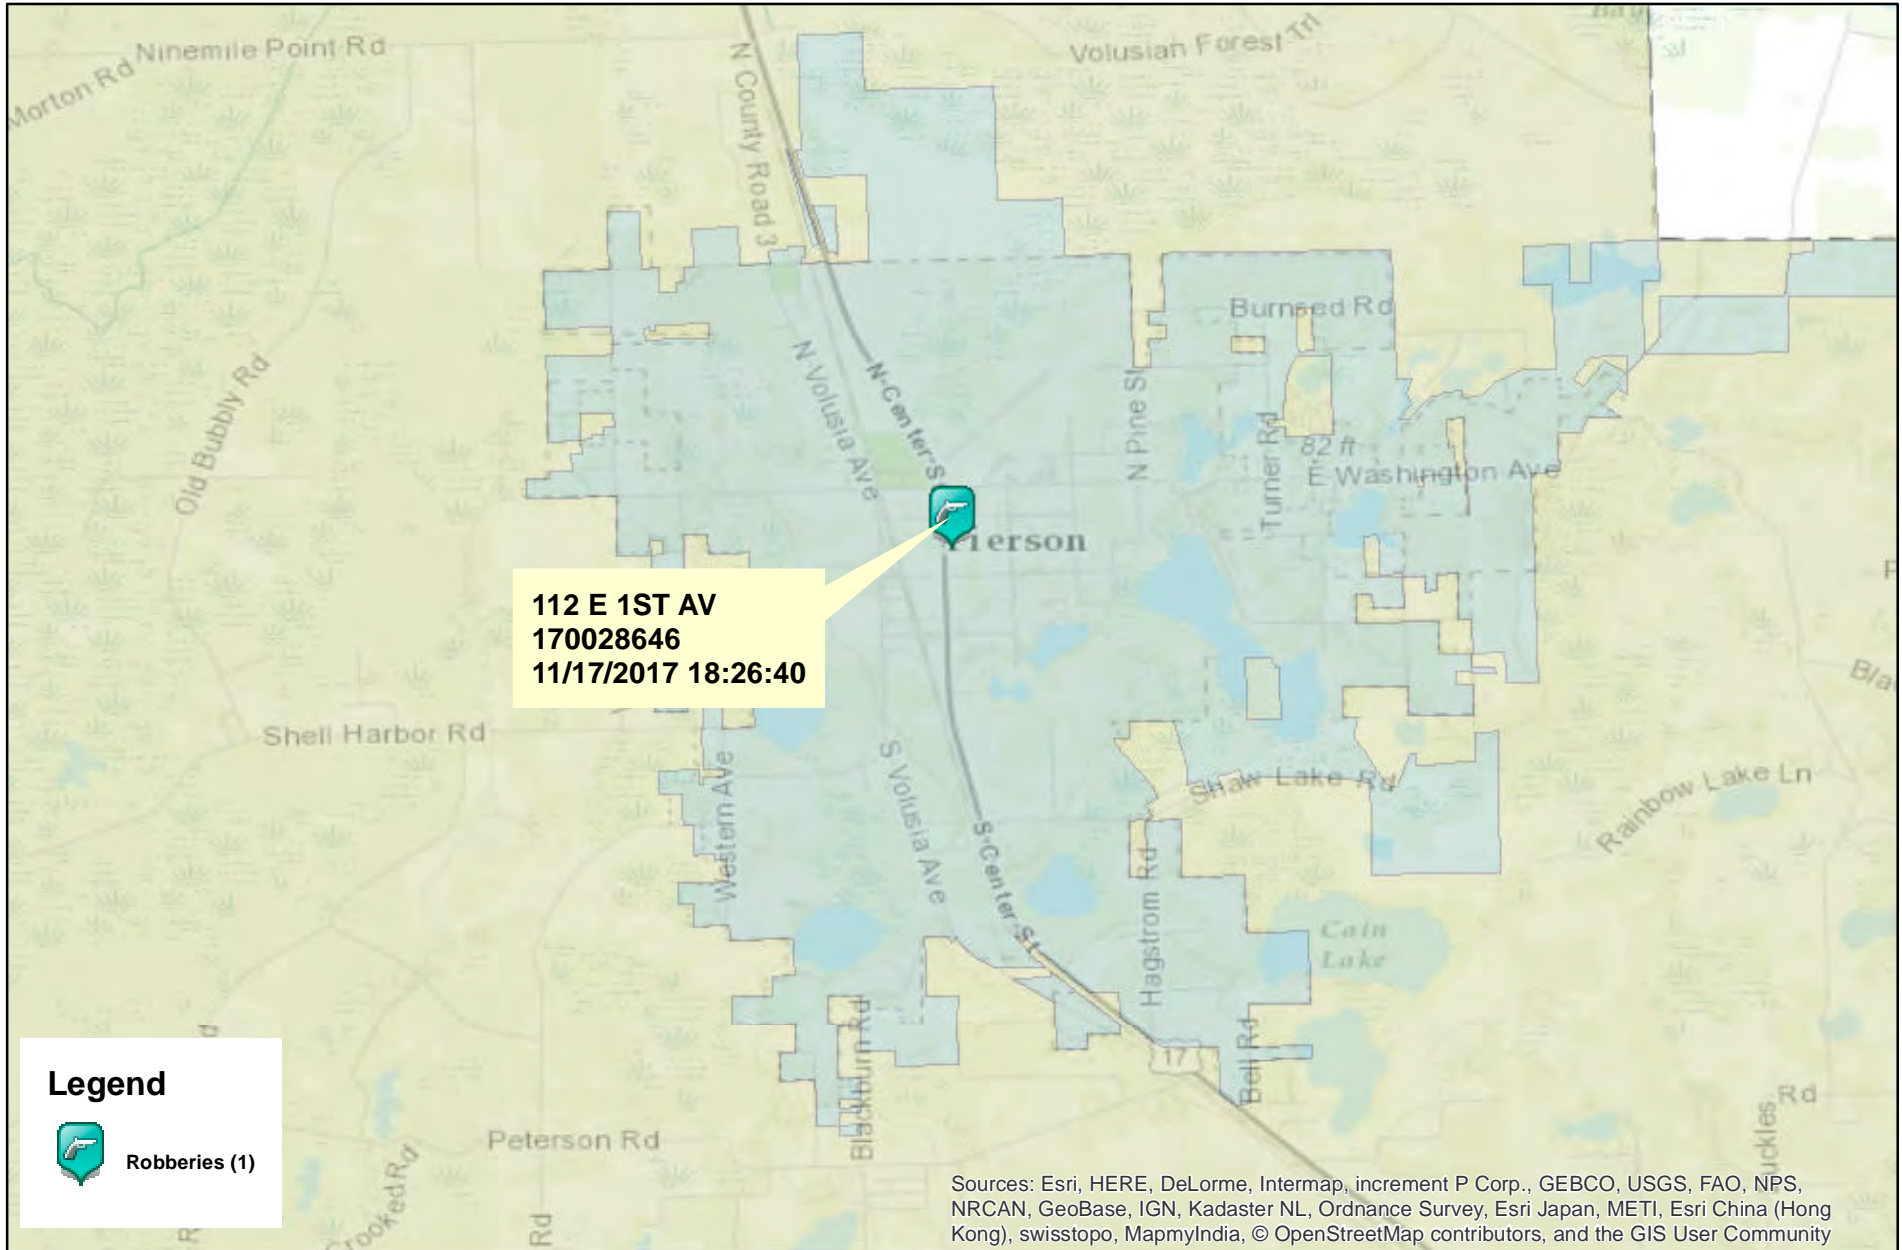 Ninemile Point Rd
Morton Rd
N County Road 3
Volusian Forest Trl
Bay
Burnsed Rd
Old Bubbly Rd
N Volusia Ave
N Center S
N Pine St
Turner Rd
82 ft
E Washington Ave
112 E 1ST AV
170028646
11/17/2017 18:26:40
Shell Harbor Rd
Western Ave
S Volusia Ave
S Center St
Shaw Lake Rd
Rainbow Lake Ln
Hagstrom Rd
Cain
Lake
Blackburn Rd
17
Bell Rd
Rd
Peterson Rd
Crooked Rd
Rd
Legend
Robberies (1)
Sources: Esri, HERE, DeLorme, Intermap, increment P Corp., GEBCO, USGS, FAO, NPS,
NRCAN, GeoBase, IGN, Kadaster NL, Ordnance Survey, Esri Japan, METI, Esri China (Hong
Kong), swisstopo, MapmyIndia, © OpenStreetMap contributors, and the GIS User Community